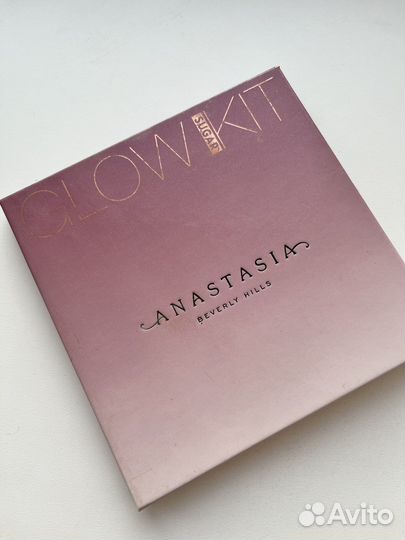 GLOW SUGAR KIT
ANASTASIA
BEVERLY HILLS
Avito